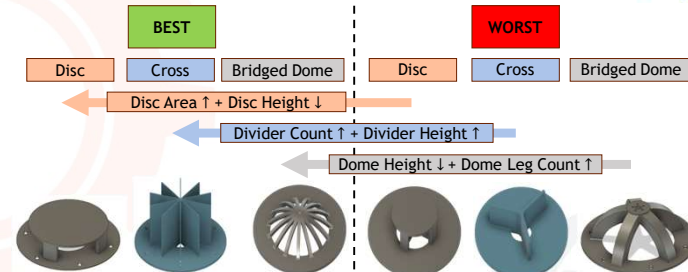 BEST
WORST
Disc
Cross
Bridged Dome
Disc
Cross
Bridged Dome
Disc Area ↑ + Disc Height ↓
Divider Count ↑ + Divider Height ↑
Dome Height ↓ + Dome Leg Count ↑